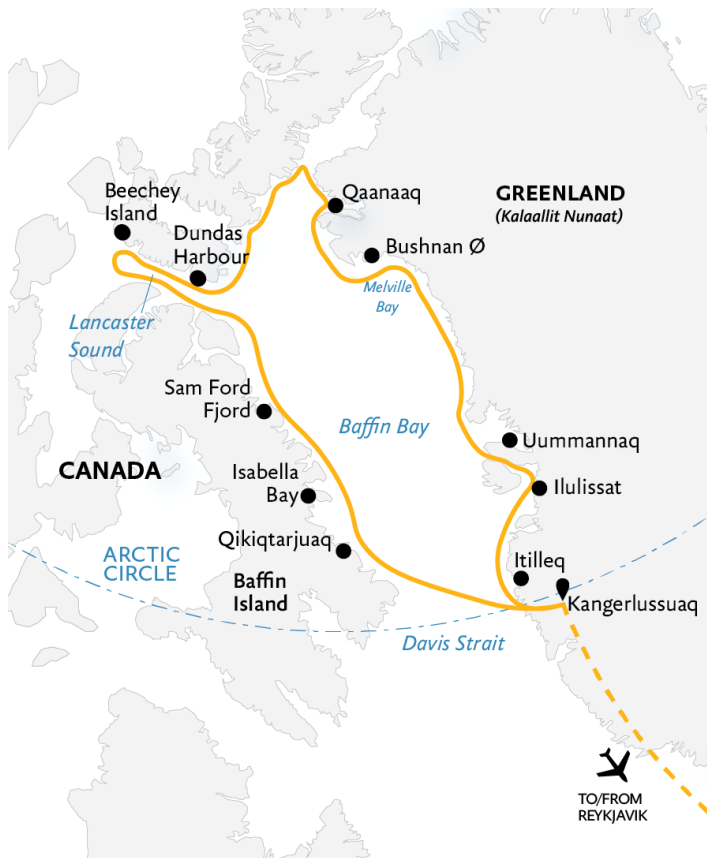 Beechey
Island
Qaanaaq
GREENLAND
(Kalaallit Nunaat)
Dundas
Harbour
Bushnan Ø
Melville
Bay
Lancaster
Sound
Sam Ford
Fjord
Baffin Bay
Uummannaq
CANADA
Isabella
Bay
Ilulissat
Qikiqtarjuaq
ARCTIC
CIRCLE
Itilleq
Baffin
Island
Kangerlussuaq
Davis Strait
TO/FROM
REYKJAVIK